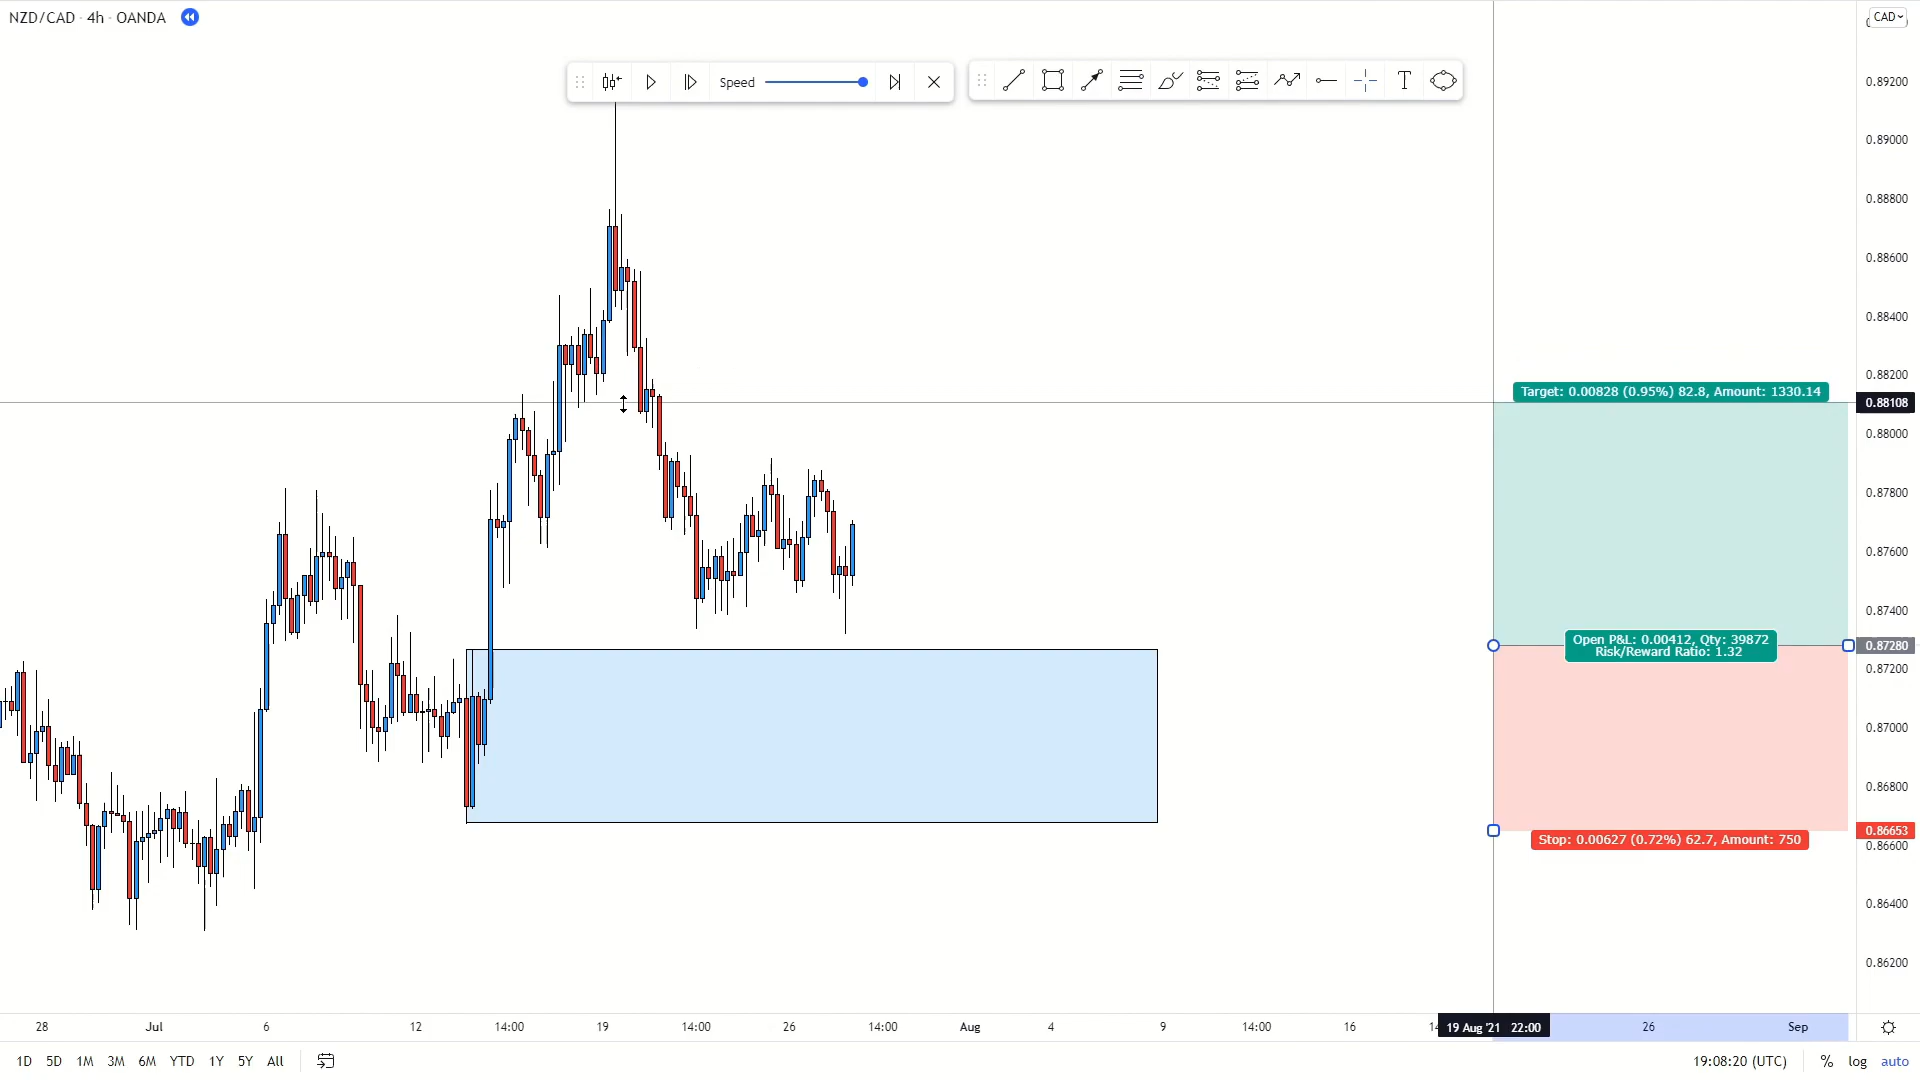 NZD/CAD · 4h · OANDA
CAD
Speed
T
0.89200
0.89000
0.88800
0.88600
0.88400
0.88200
Target: 0.00828 (0.95%) 82.8, Amount: 1330.14
0.88108
0.88000
0.87800
0.87600
0.87400
Open P&L: 0.00412, Qty: 39872
Risk/Reward Ratio: 1.32
0.87280
0.87200
0.87000
0.86800
0.86653
Stop: 0.00627 (0.72%) 62.7, Amount: 750
0.86600
0.86400
0.86200
28 Jul 6 12 14:00 19 14:00 26 14:00 Aug 4 9 14:00 16 19 Aug '21 22:00 26 Sep
1D 5D 1M 3M 6M YTD 1Y 5Y All 19:08:20 (UTC) % log auto